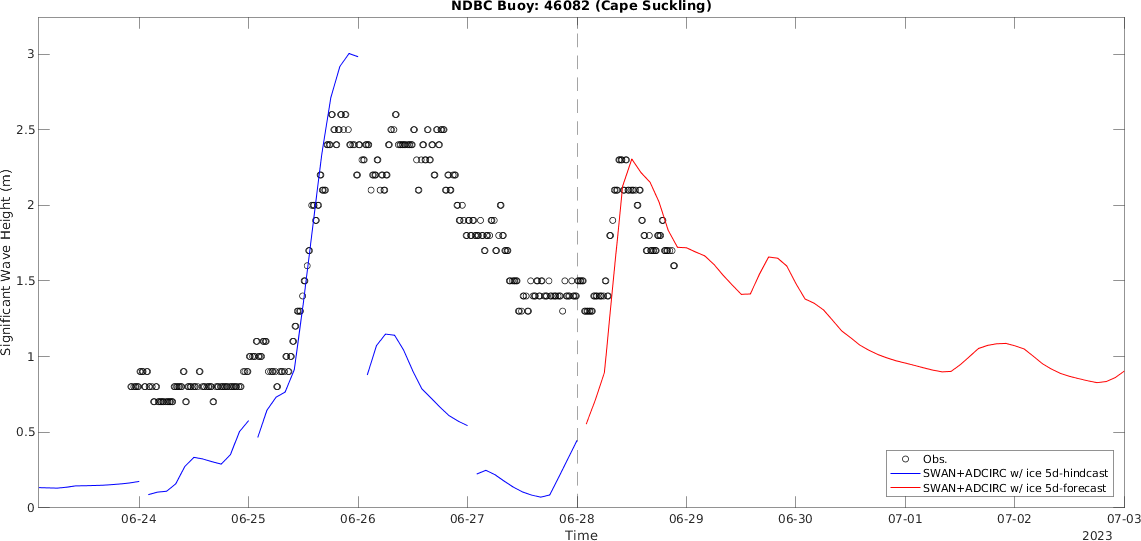 NDBC Buoy: 46082 (Cape Suckling)
Significant Wave Height (m)
3
2.5
2
1.5
1
0.5
0
Obs.
SWAN+ADCIRC w/ ice 5d-hindcast
SWAN+ADCIRC w/ ice 5d-forecast
06-24 06-25 06-26 06-27 06-28 06-29 06-30 07-01 07-02 07-03
Time
2023